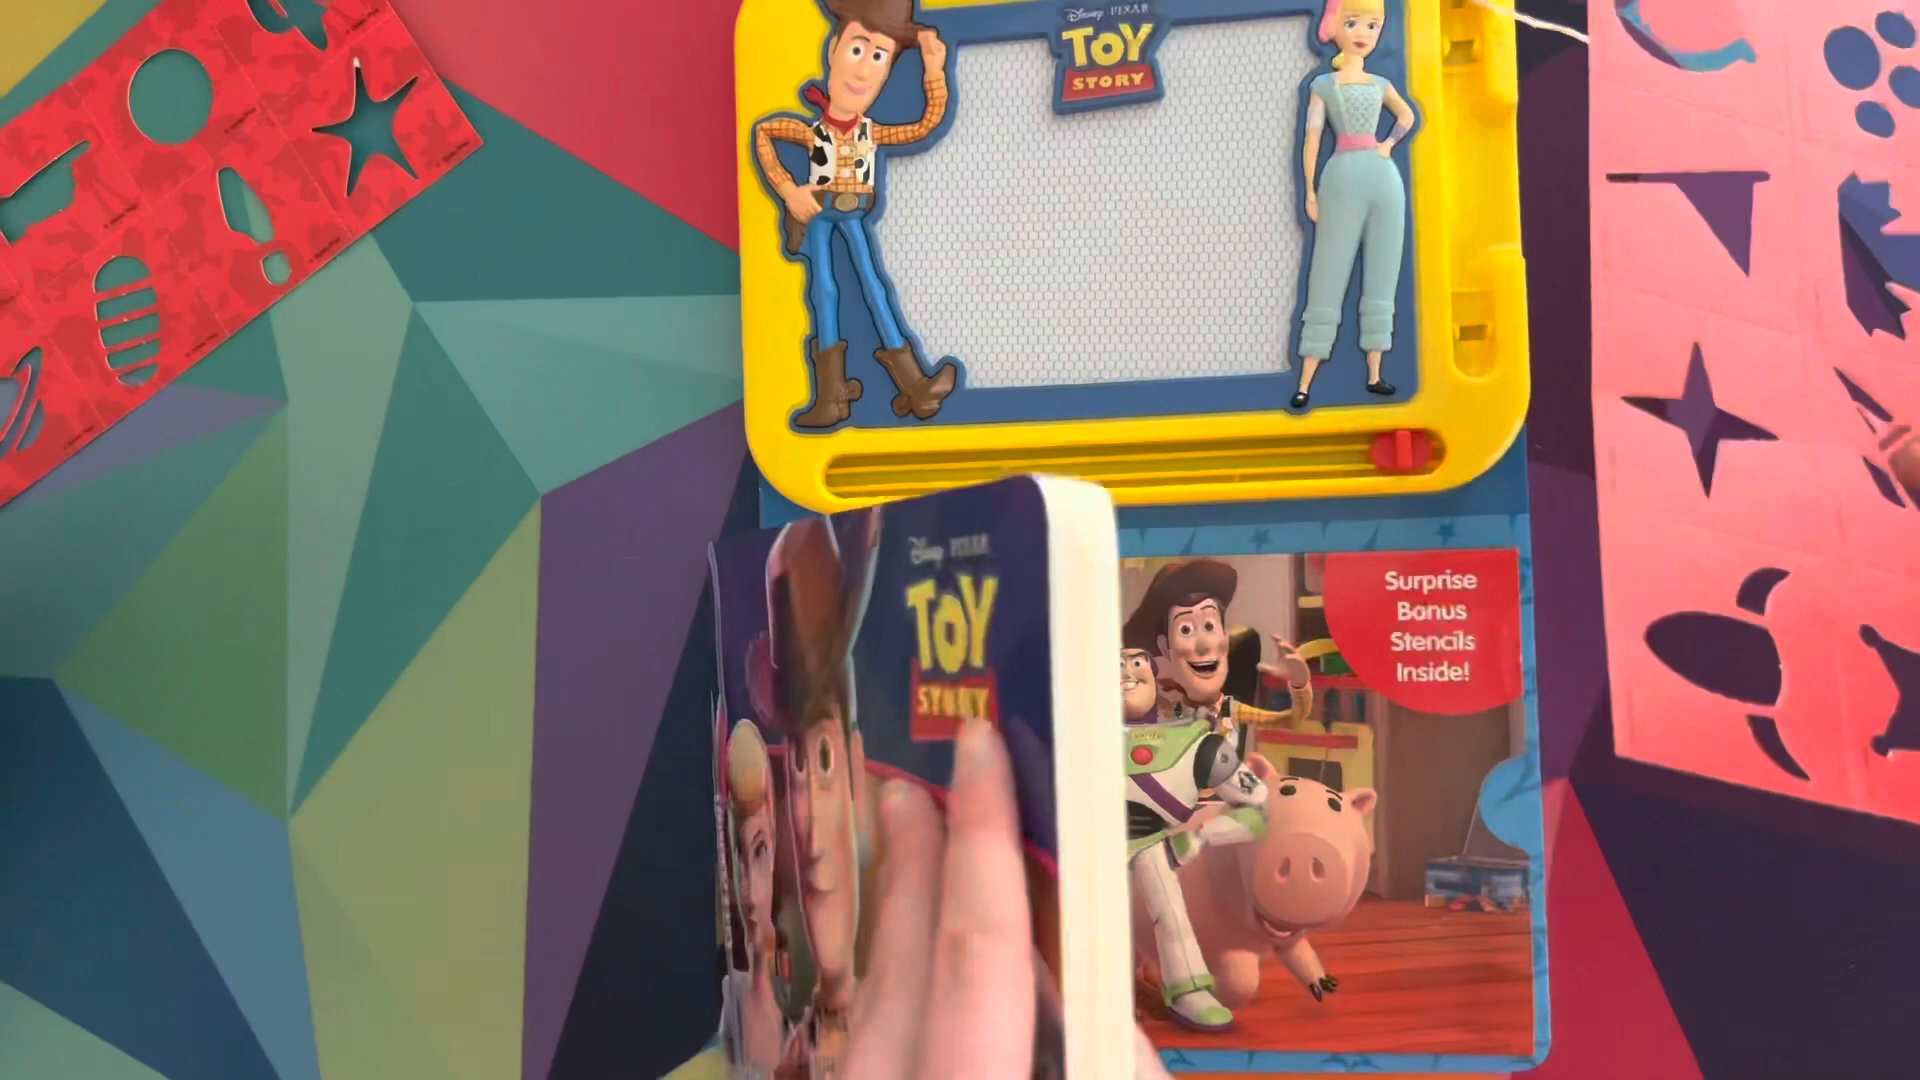 Disney PIXAR
TOY
STORY
Disney PIXAR
TOY
STORY
Surprise
Bonus
Stencils
Inside!